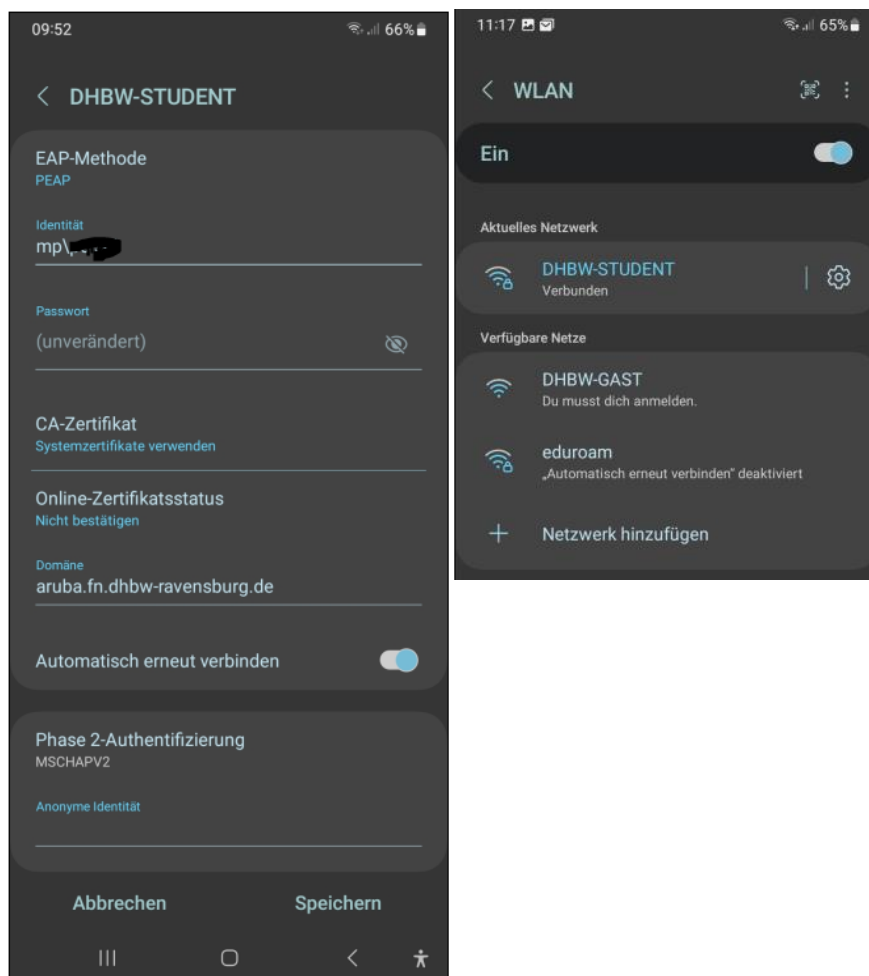 09:52
66%
DHBW-STUDENT
EAP-Methode
PEAP
Identität
mp\
Passwort
(unverändert)
CA-Zertifikat
Systemzertifikate verwenden
Online-Zertifikatsstatus
Nicht bestätigen
Domäne
aruba.fn.dhbw-ravensburg.de
Automatisch erneut verbinden
Phase 2-Authentifizierung
MSCHAPV2
Anonyme Identität
Abbrechen Speichern
11:17
65%
WLAN
Ein
Aktuelles Netzwerk
DHBW-STUDENT
Verbunden
Verfügbare Netze
DHBW-GAST
Du musst dich anmelden.
eduroam
„Automatisch erneut verbinden" deaktiviert
Netzwerk hinzufügen